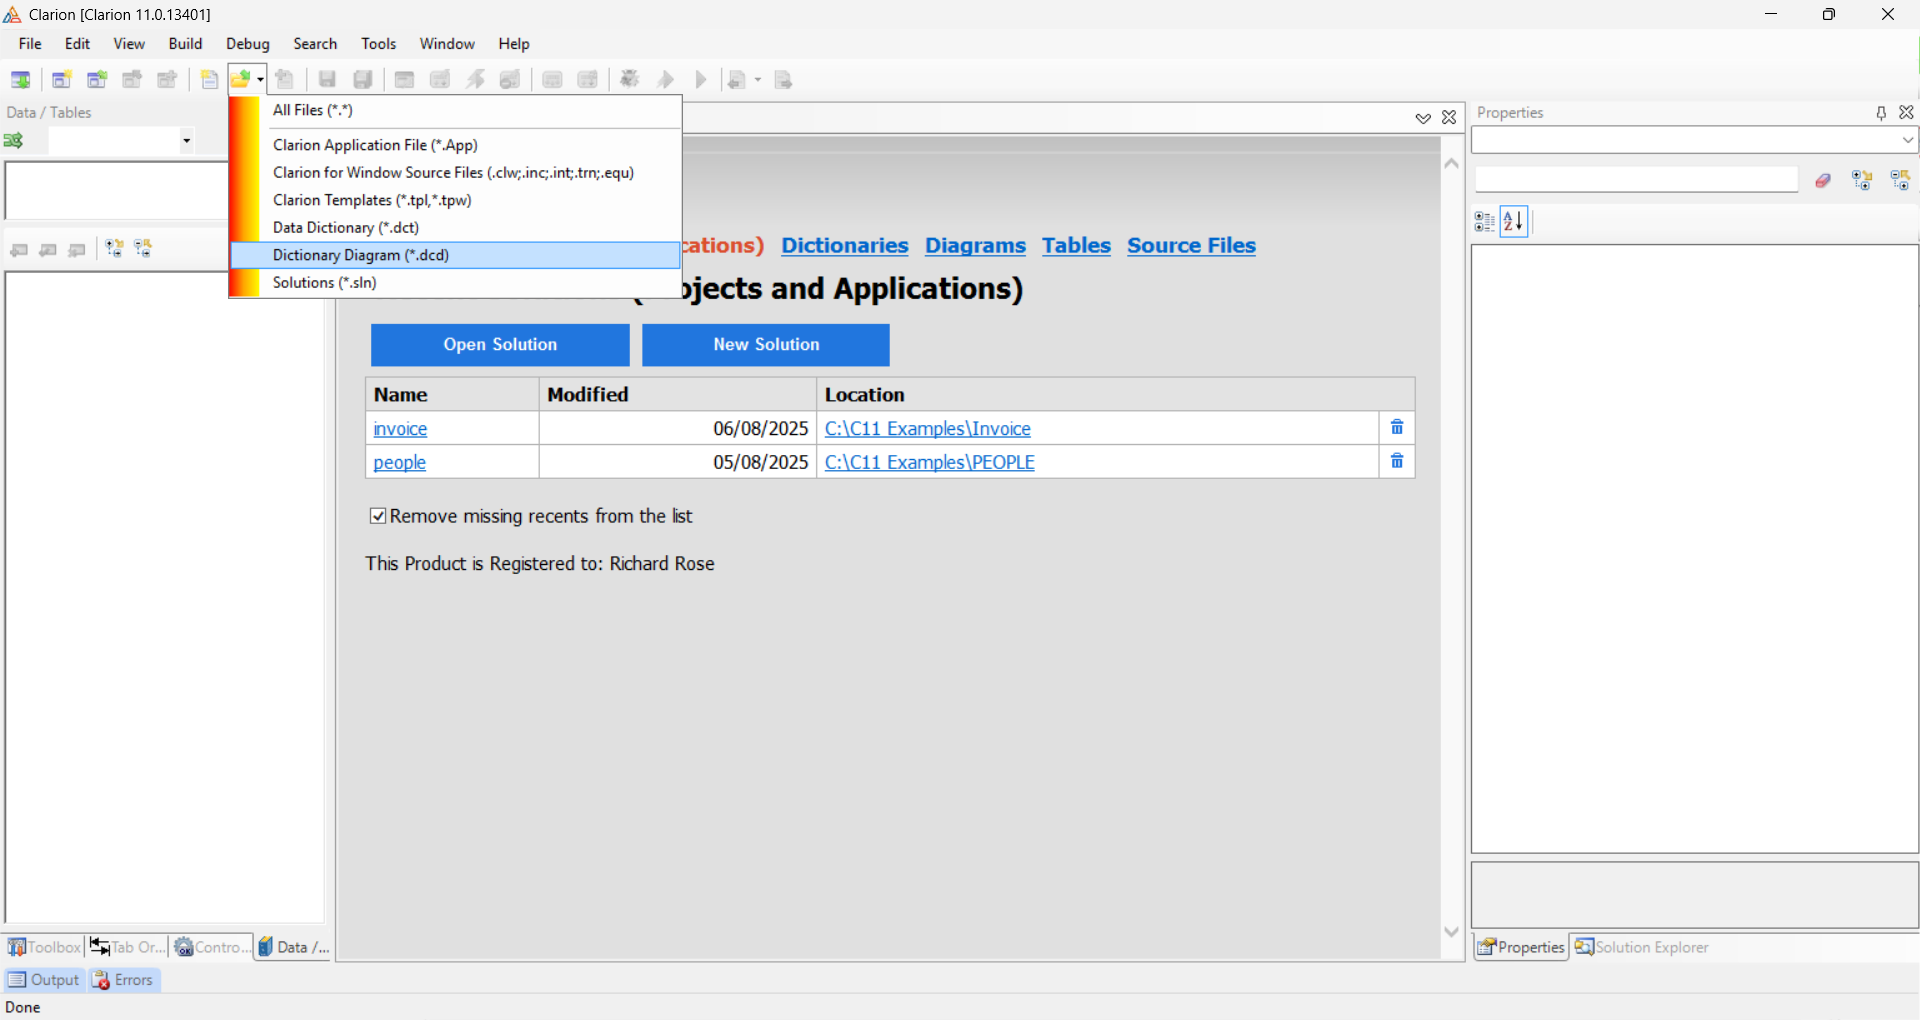 Clarion [Clarion 11.0.13401]
File Edit View Build Debug Search Tools Window Help
Data / Tables
All Files (*.*)
Clarion Application File (*.App)
Clarion for Window Source Files (.clw;.inc;.int;.trn;.equ)
Clarion Templates (*.tpl,*.tpw)
Data Dictionary (*.dct)
Dictionary Diagram (*.dcd)
Solutions (*.sln)
Properties
cations) Dictionaries Diagrams Tables Source Files
jects and Applications)
Open Solution New Solution
Name Modified Location
invoice 06/08/2025 C:\C11 Examples\Invoice
people 05/08/2025 C:\C11 Examples\PEOPLE
Remove missing recents from the list
This Product is Registered to: Richard Rose
Toolbox Tab Or... Contro... Data /...
Properties Solution Explorer
Output Errors
Done